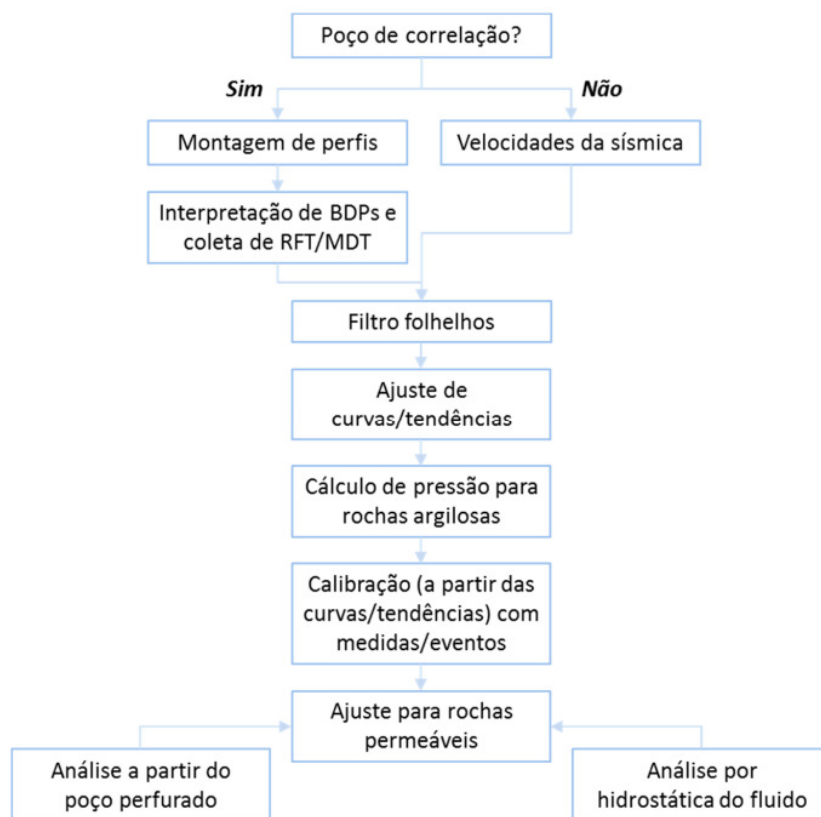 Poço de correlação?
Sim
Não
Montagem de perfis
Velocidades da sísmica
Interpretação de BDPs e
coleta de RFT/MDT
Filtro folhelhos
Ajuste de
curvas/tendências
Cálculo de pressão para
rochas argilosas
Calibração (a partir das
curvas/tendências) com
medidas/eventos
Ajuste para rochas
permeáveis
Análise a partir do
poço perfurado
Análise por
hidrostática do fluido